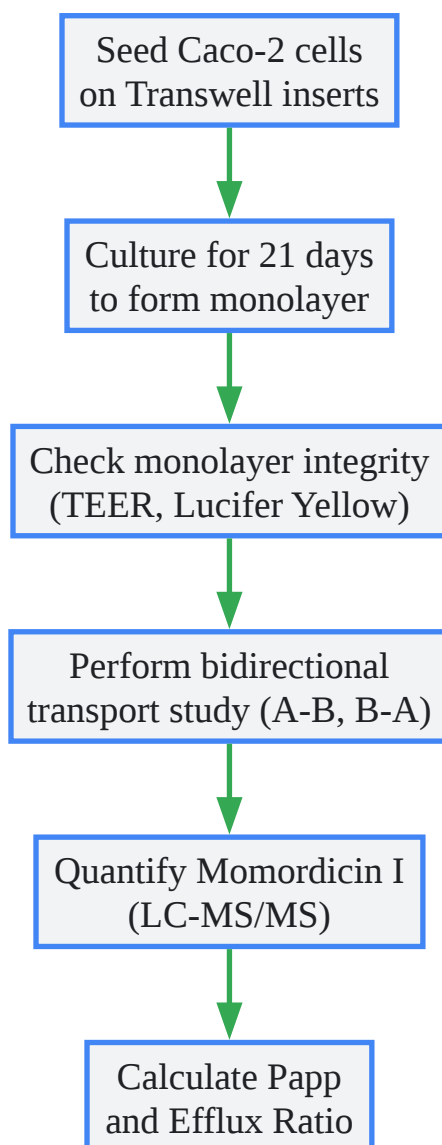 Seed Caco-2 cells
on Transwell inserts
Culture for 21 days
to form monolayer
Check monolayer integrity
(TEER, Lucifer Yellow)
Perform bidirectional
transport study (A-B, B-A)
Quantify Momordicin I
(LC-MS/MS)
Calculate Papp
and Efflux Ratio